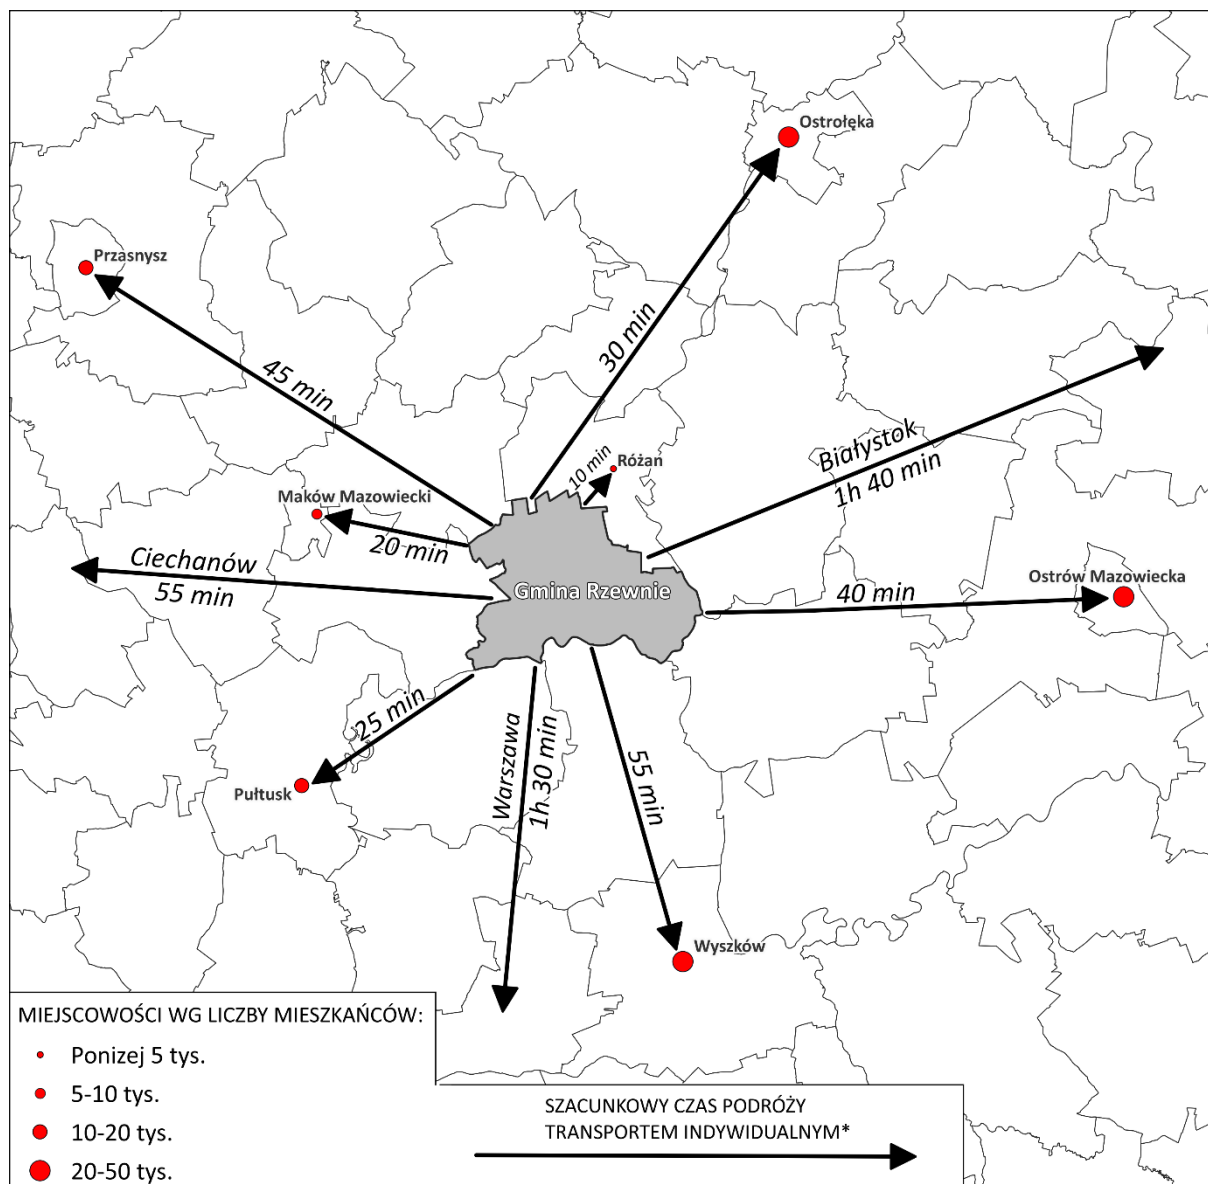 Ostrołęka
Przasnysz
30 min
45 min
Białystok
1h 40 min
10 min
Różan
Maków Mazowiecki
20 min
Ciechanów
55 min
Gmina Rzewnie
Ostrów Mazowiecka
40 min
25 min
Pułtusk
Warszawa
1h 30 min
55 min
Wyszków
MIEJSCOWOŚCI WG LICZBY MIESZKAŃCÓW:
Ponizej 5 tys.
5-10 tys.
10-20 tys.
20-50 tys.
SZACUNKOWY CZAS PODRÓŻY
TRANSPORTEM INDYWIDUALNYM*